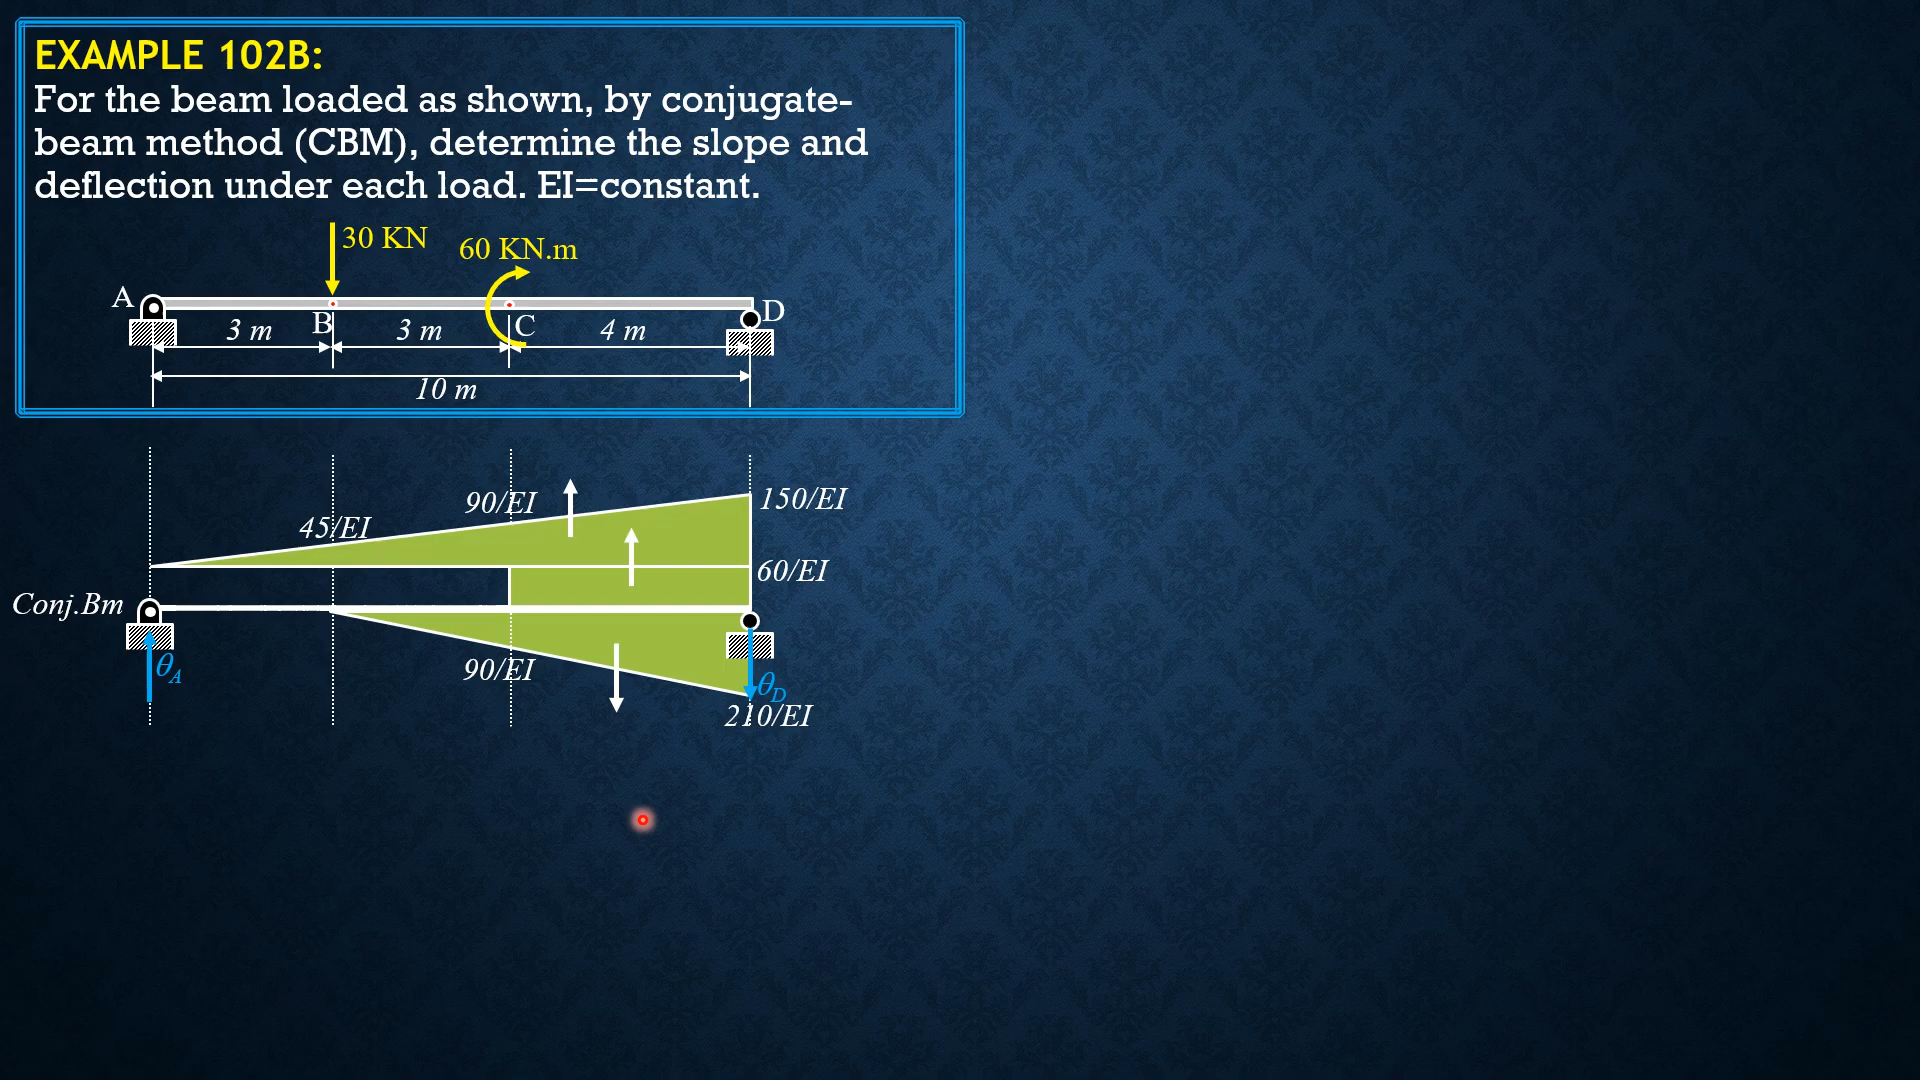 EXAMPLE 102B:
For the beam loaded as shown, by conjugate-
beam method (CBM), determine the slope and
deflection under each load. EI=constant.
30 KN
60 KN.m
A
B
C
D
3 m
3 m
4 m
10 m
45/EI
90/EI
150/EI
60/EI
Conj.Bm
θA
90/EI
θD
210/EI